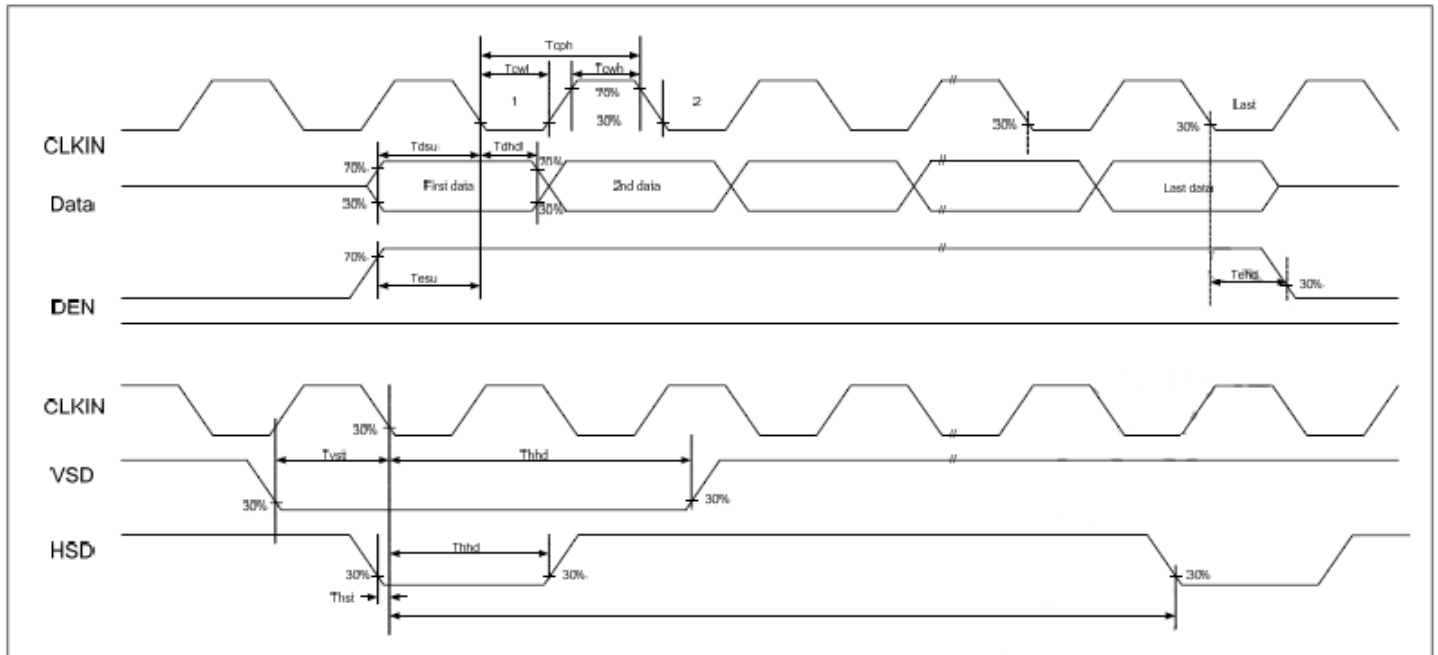 Tcph
Tcwl
Tcwh
1
70%
2
Last
30%
30%
30%
CLKIN
Tdsu
Tdhd
70%
70%
First data
2nd data
Last data
Data
30%
30%
70%
Tesu
30%
DEN
CLKIN
30%
Tvst
Thhd
VSD
30%
30%
HSD
Thhd
30%
30%
30%
Thst